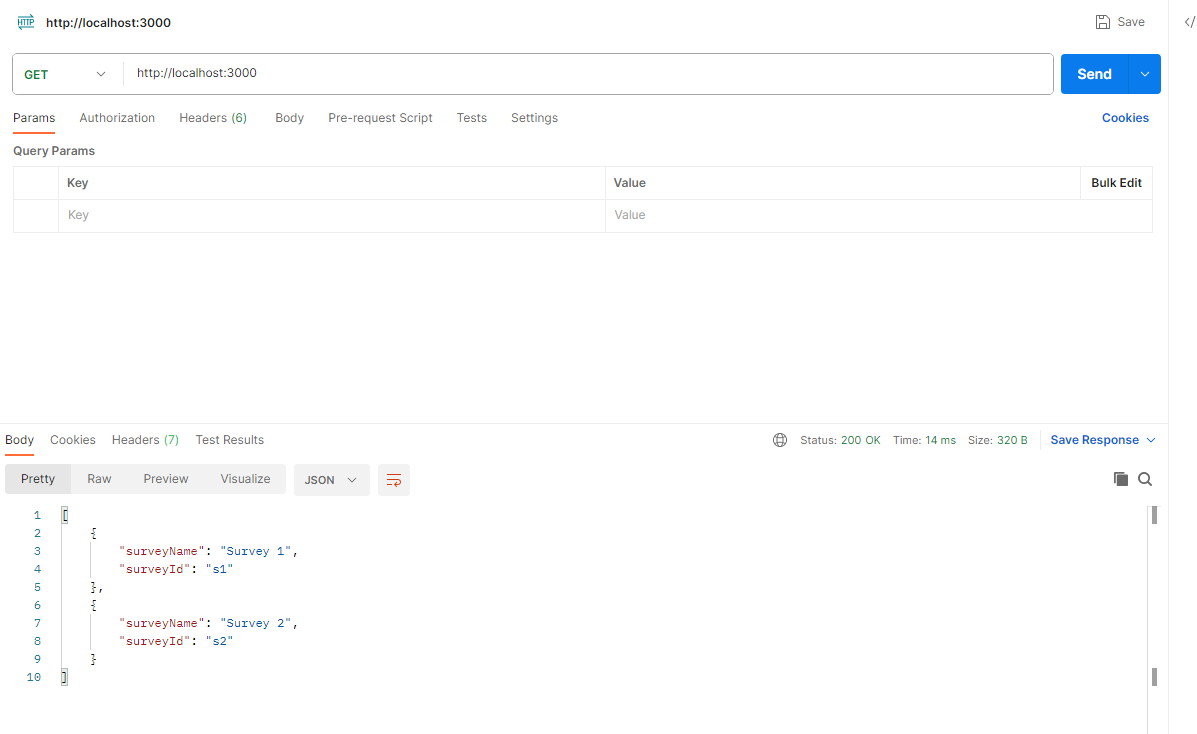 HTTP http://localhost:3000 Save </
GET http://localhost:3000 Send
Params Authorization Headers (6) Body Pre-request Script Tests Settings Cookies
Query Params
Key Value Bulk Edit
Key Value
Body Cookies Headers (7) Test Results Status: 200 OK Time: 14 ms Size: 320 B Save Response
Pretty Raw Preview Visualize JSON
1 [
2 {
3 "surveyName": "Survey 1",
4 "surveyId": "s1"
5 },
6 {
7 "surveyName": "Survey 2",
8 "surveyId": "s2"
9 }
10 ]